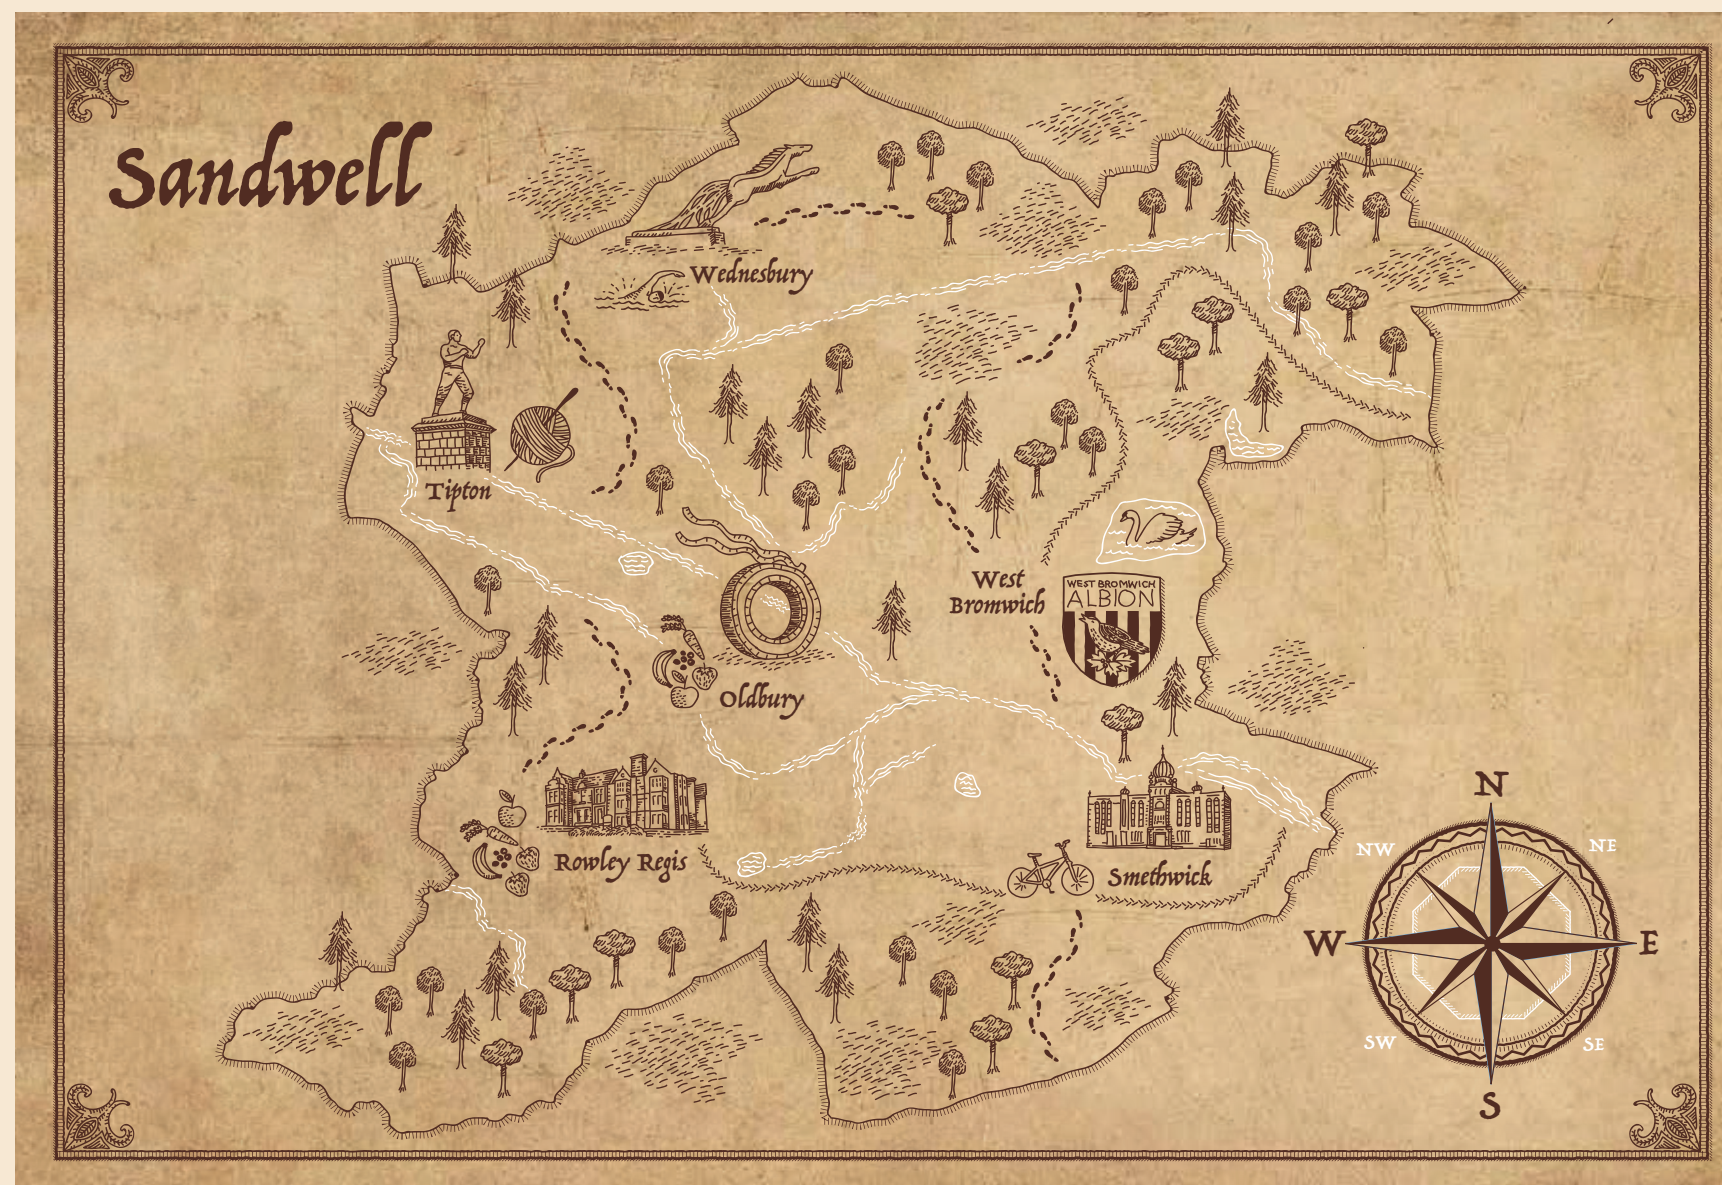 Sandwell
Wednesbury
Tipton
West
Bromwich
WEST BROMWICH
ALBION
Oldbury
Rowley Regis
Smethwick
N
NW
NE
W
E
SW
SE
S